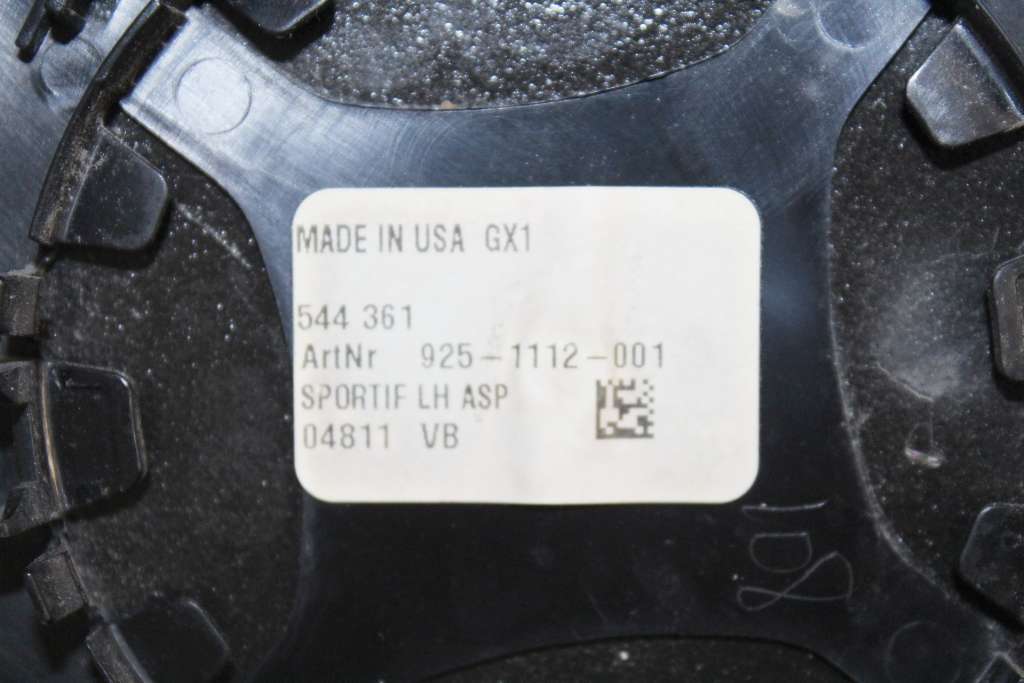 MADE IN USA GX1
544 361
ArtNr 925-1112-001
SPORTIF LH ASP
04811 VB